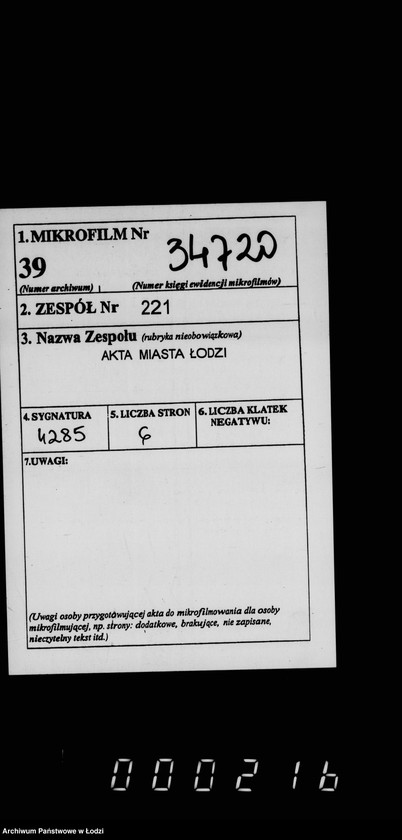 1. MIKROFILM Nr 34720
39
(Numer archiwum) (Numer księgi ewidencji mikrofilmów)
2. ZESPÓŁ Nr 221
3. Nazwa Zespołu (rubryka nieobowiązkowa)
AKTA MIASTA ŁODZI
4. SYGNATURA 5. LICZBA STRON 6. LICZBA KLATEK NEGATYWU:
4285 6
7. UWAGI:
(Uwagi osoby przygotówującej akta do mikrofilmowania dla osoby
mikrofilmującej, np. strony: dodatkowe, brakujące, nie zapisane,
nieczytelny tekst itd.)
000216
Archiwum Państwowe w Łodzi